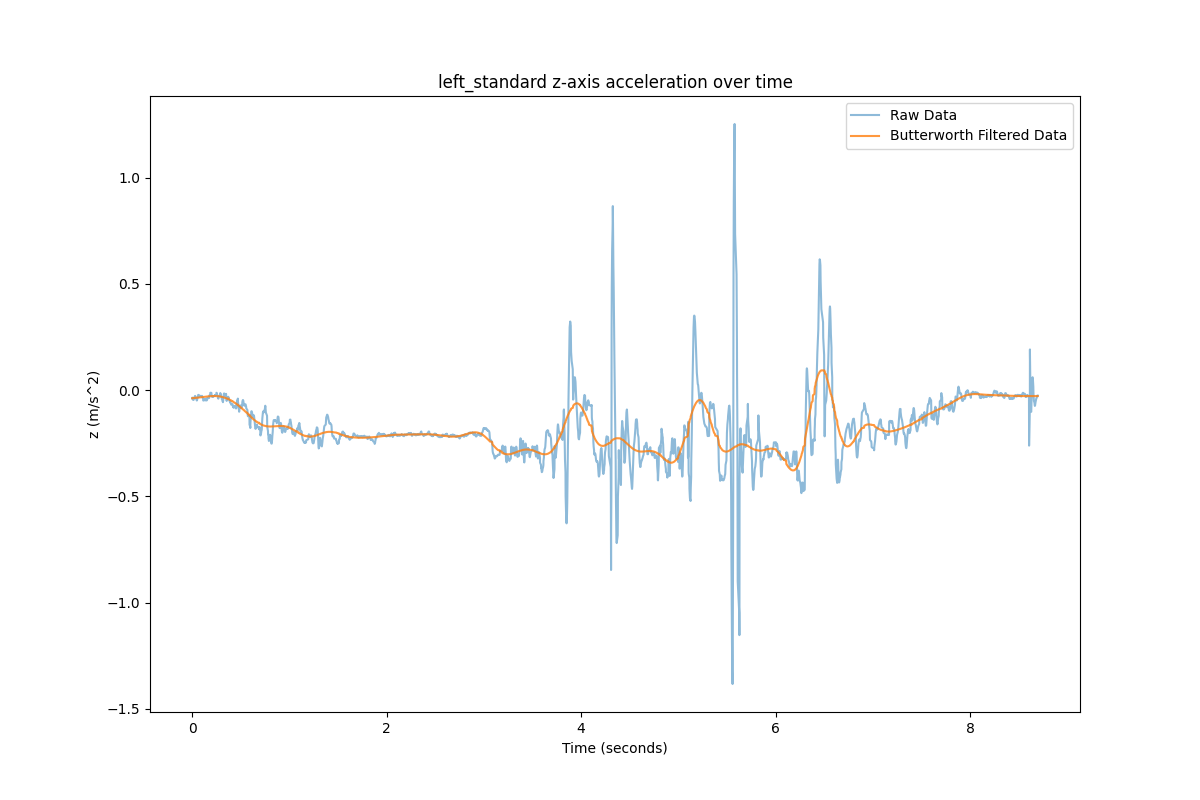 left_standard z-axis acceleration over time
Raw Data
Butterworth Filtered Data
z (m/s^2)
1.0
0.5
0.0
−0.5
−1.0
−1.5
0 2 4 6 8
Time (seconds)